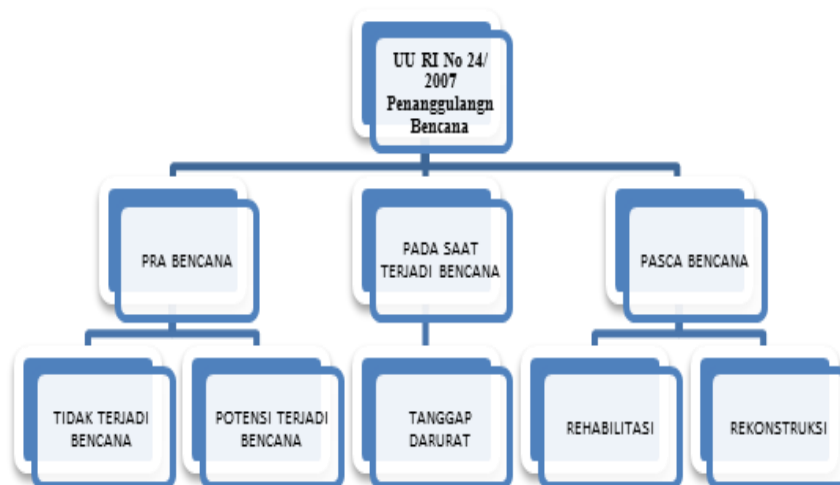 UU RI No 24/
2007
Penanggulangn
Bencana
PRA BENCANA
PADA SAAT
TERJADI BENCANA
PASCA BENCANA
TIDAK TERJADI
BENCANA
POTENSI TERJADI
BENCANA
TANGGAP
DARURAT
REHABILITASI
REKONSTRUKSI